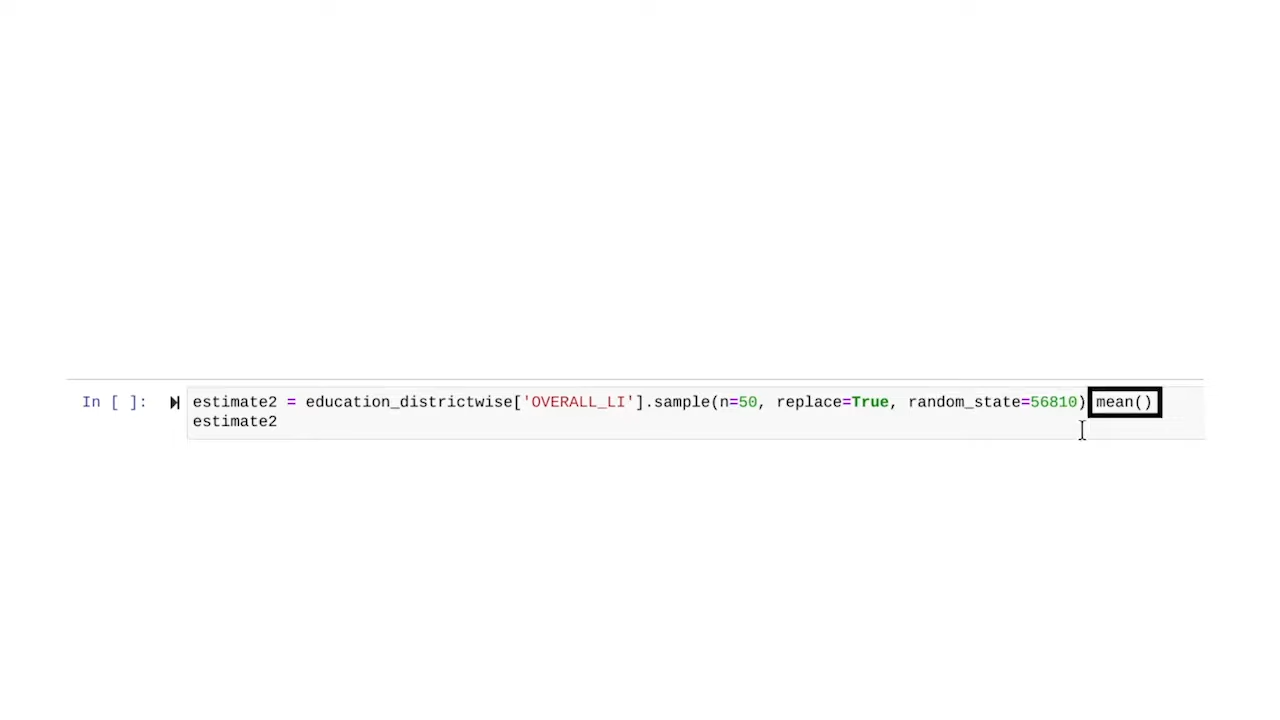 In [ ]: estimate2 = education_districtwise['OVERALL_LI'].sample(n=50, replace=True, random_state=56810) mean()
estimate2